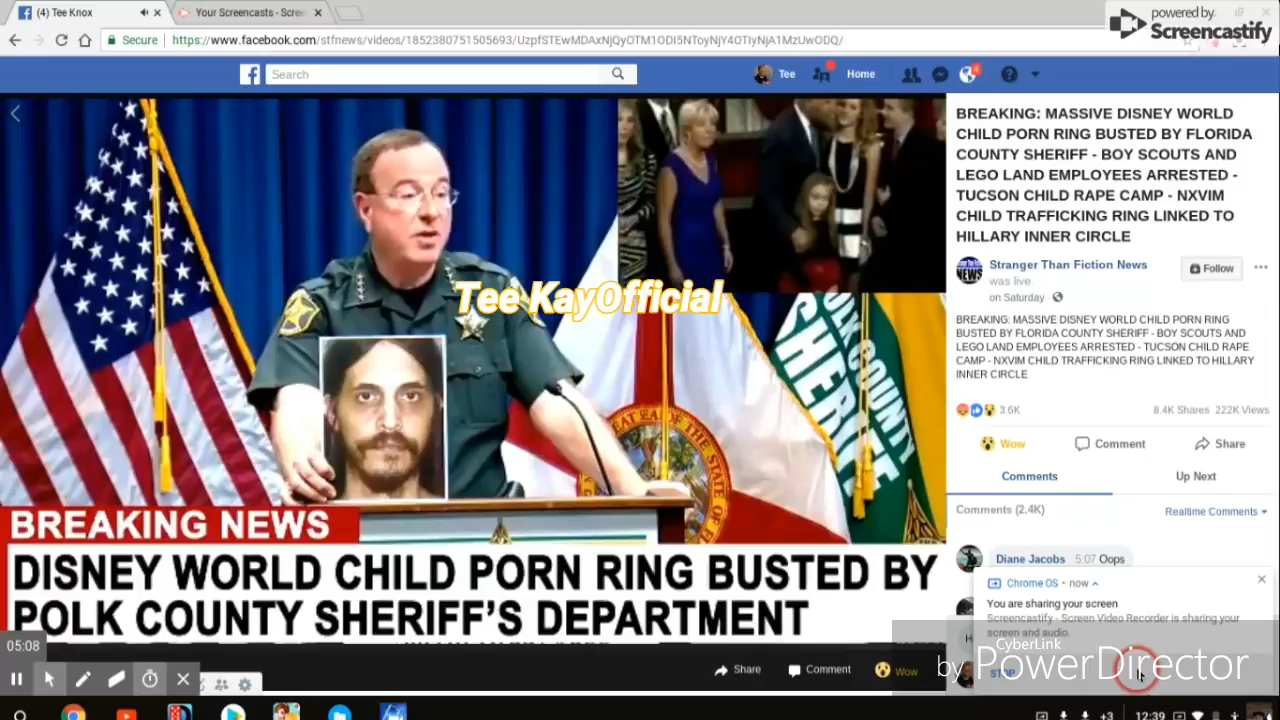 (4) Tee Knox
Your Screencasts - Scre
powered by
Screencastify
Secure
https://www.facebook.com/stfnews/videos/1852380751505693/UzpfSTEwMDAxNjQyOTM1ODI5NToyNjY4OTIyNjA1MzUwODQ/
Search
Tee
Home
BREAKING: MASSIVE DISNEY WORLD
CHILD PORN RING BUSTED BY FLORIDA
COUNTY SHERIFF - BOY SCOUTS AND
LEGO LAND EMPLOYEES ARRESTED -
TUCSON CHILD RAPE CAMP - NXVIM
CHILD TRAFFICKING RING LINKED TO
HILLARY INNER CIRCLE
NEWS
Stranger Than Fiction News
was live.
on Saturday ·
Follow
BREAKING: MASSIVE DISNEY WORLD CHILD PORN RING
BUSTED BY FLORIDA COUNTY SHERIFF - BOY SCOUTS AND
LEGO LAND EMPLOYEES ARRESTED - TUCSON CHILD RAPE
CAMP - NXVIM CHILD TRAFFICKING RING LINKED TO HILLARY
INNER CIRCLE
3.6K
8.4K Shares 222K Views
Wow
Comment
Share
Comments
Up Next
Comments (2.4K)
Realtime Comments
Diane Jacobs 5:07 Oops
Chrome OS · now
You are sharing your screen
Screencastify - Screen Video Recorder is sharing your
screen and audio.
STOP
Tee KayOfficial
COUNTY
SHERIFF
BREAKING NEWS
DISNEY WORLD CHILD PORN RING BUSTED BY
POLK COUNTY SHERIFF'S DEPARTMENT
05:08
Share
Comment
Wow
CyberLink
by PowerDirector
+3
12:39